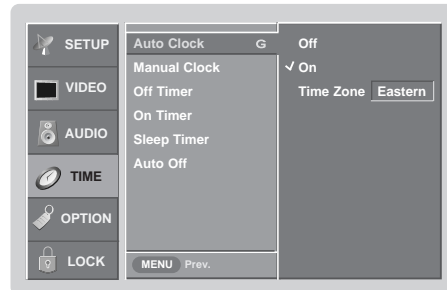 SETUP
VIDEO
AUDIO
TIME
OPTION
LOCK
Auto Clock G
Manual Clock
Off Timer
On Timer
Sleep Timer
Auto Off
MENU Prev.
Off
✓ On
Time Zone Eastern